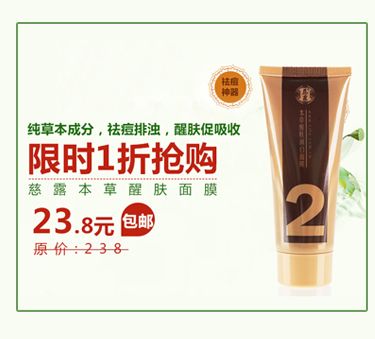 祛痘
神器
纯草本成分，祛痘排浊，醒肤促吸收
限时1折抢购
慈露本草醒肤面膜
23.8元 包邮
原价:238
2